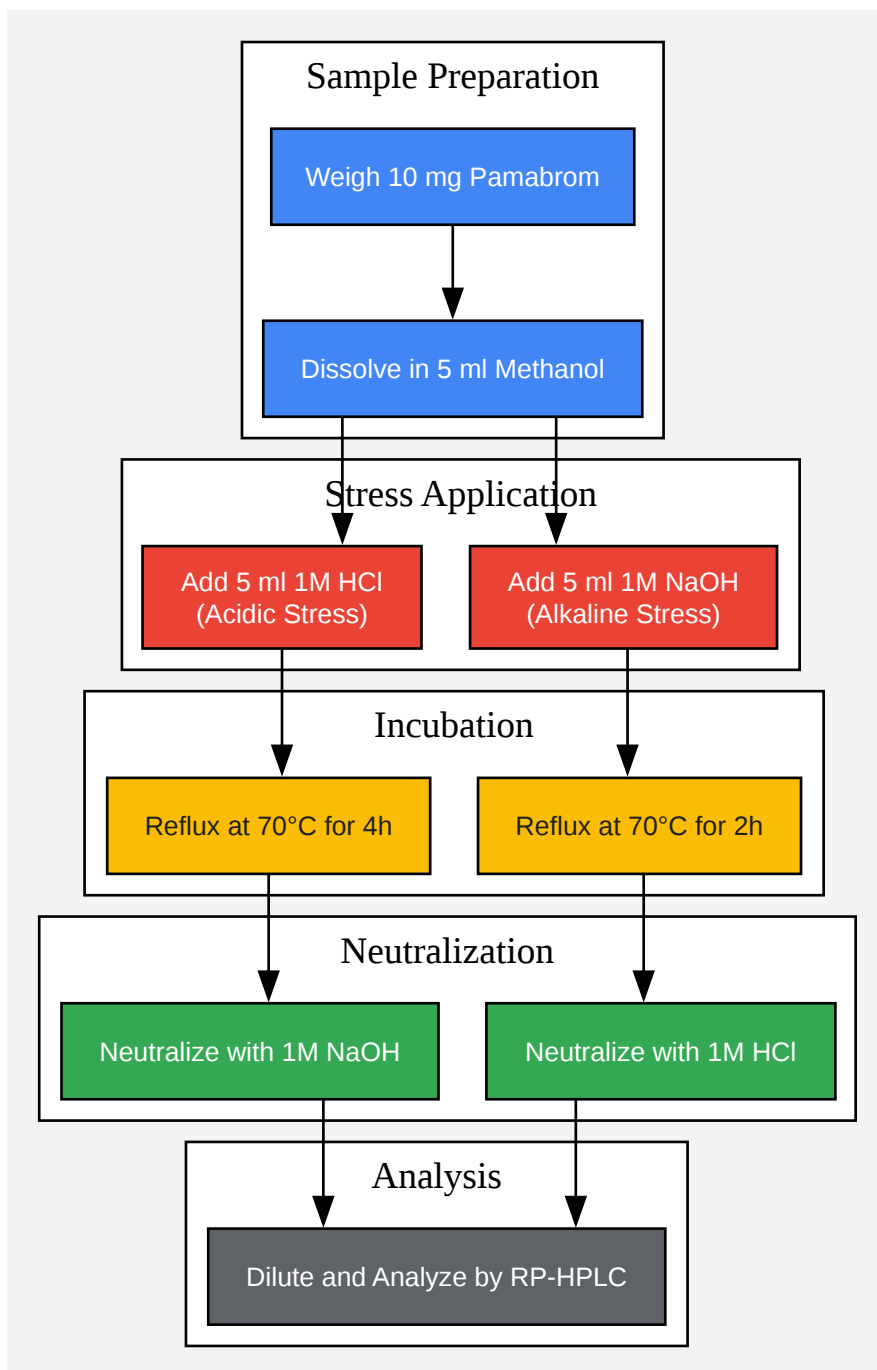 Sample Preparation
Weigh 10 mg Pamabrom
Dissolve in 5 ml Methanol
Stress Application
Add 5 ml 1M HCl
(Acidic Stress)
Add 5 ml 1M NaOH
(Alkaline Stress)
Incubation
Reflux at 70°C for 4h
Reflux at 70°C for 2h
Neutralization
Neutralize with 1M NaOH
Neutralize with 1M HCl
Analysis
Dilute and Analyze by RP-HPLC